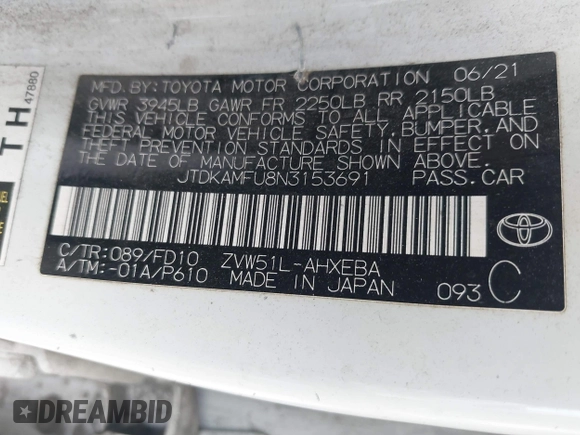 MFD. BY: TOYOTA MOTOR CORPORATION 06/21
GVWR 3945LB GAWR FR 2250LB RR 2150LB
THIS VEHICLE CONFORMS TO ALL APPLICABLE
FEDERAL MOTOR VEHICLE SAFETY, BUMPER, AND
THEFT PREVENTION STANDARDS IN EFFECT ON
THE DATE OF MANUFACTURE SHOWN ABOVE.
JTDKAMFU8N3153691 PASS. CAR
TOYOTA
C/TR: 089/FD10 ZVW51L-AHXEBA
A/TM: -01A/P610 MADE IN JAPAN 093 C
TH
47880
DREAMBID